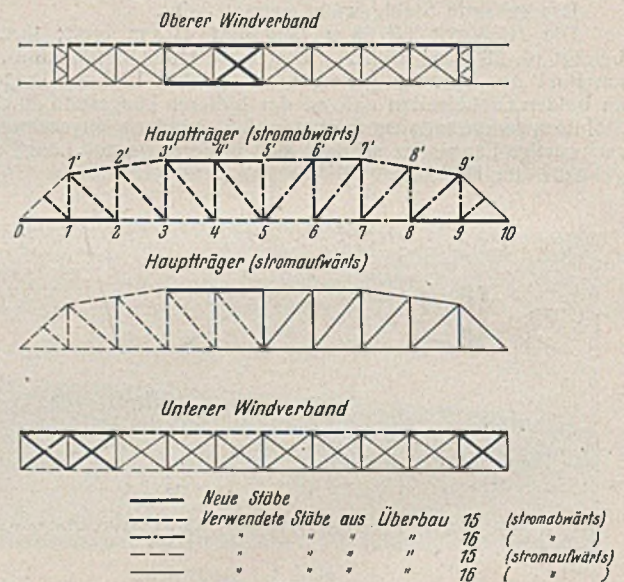 Oberer Windverband
Hauptträger (stromabwärts)
1' 2' 3' 4' 5' 6' 7' 8' 9'
0 1 2 3 4 5 6 7 8 9 10
Hauptträger (stromaufwärts)
Unterer Windverband
Neue Stäbe
Verwendete Stäbe aus Überbau 15 (stromabwärts)
" " " " 16 ( " )
" " " " 15 (stromaufwärts)
" " " " 16 ( " )